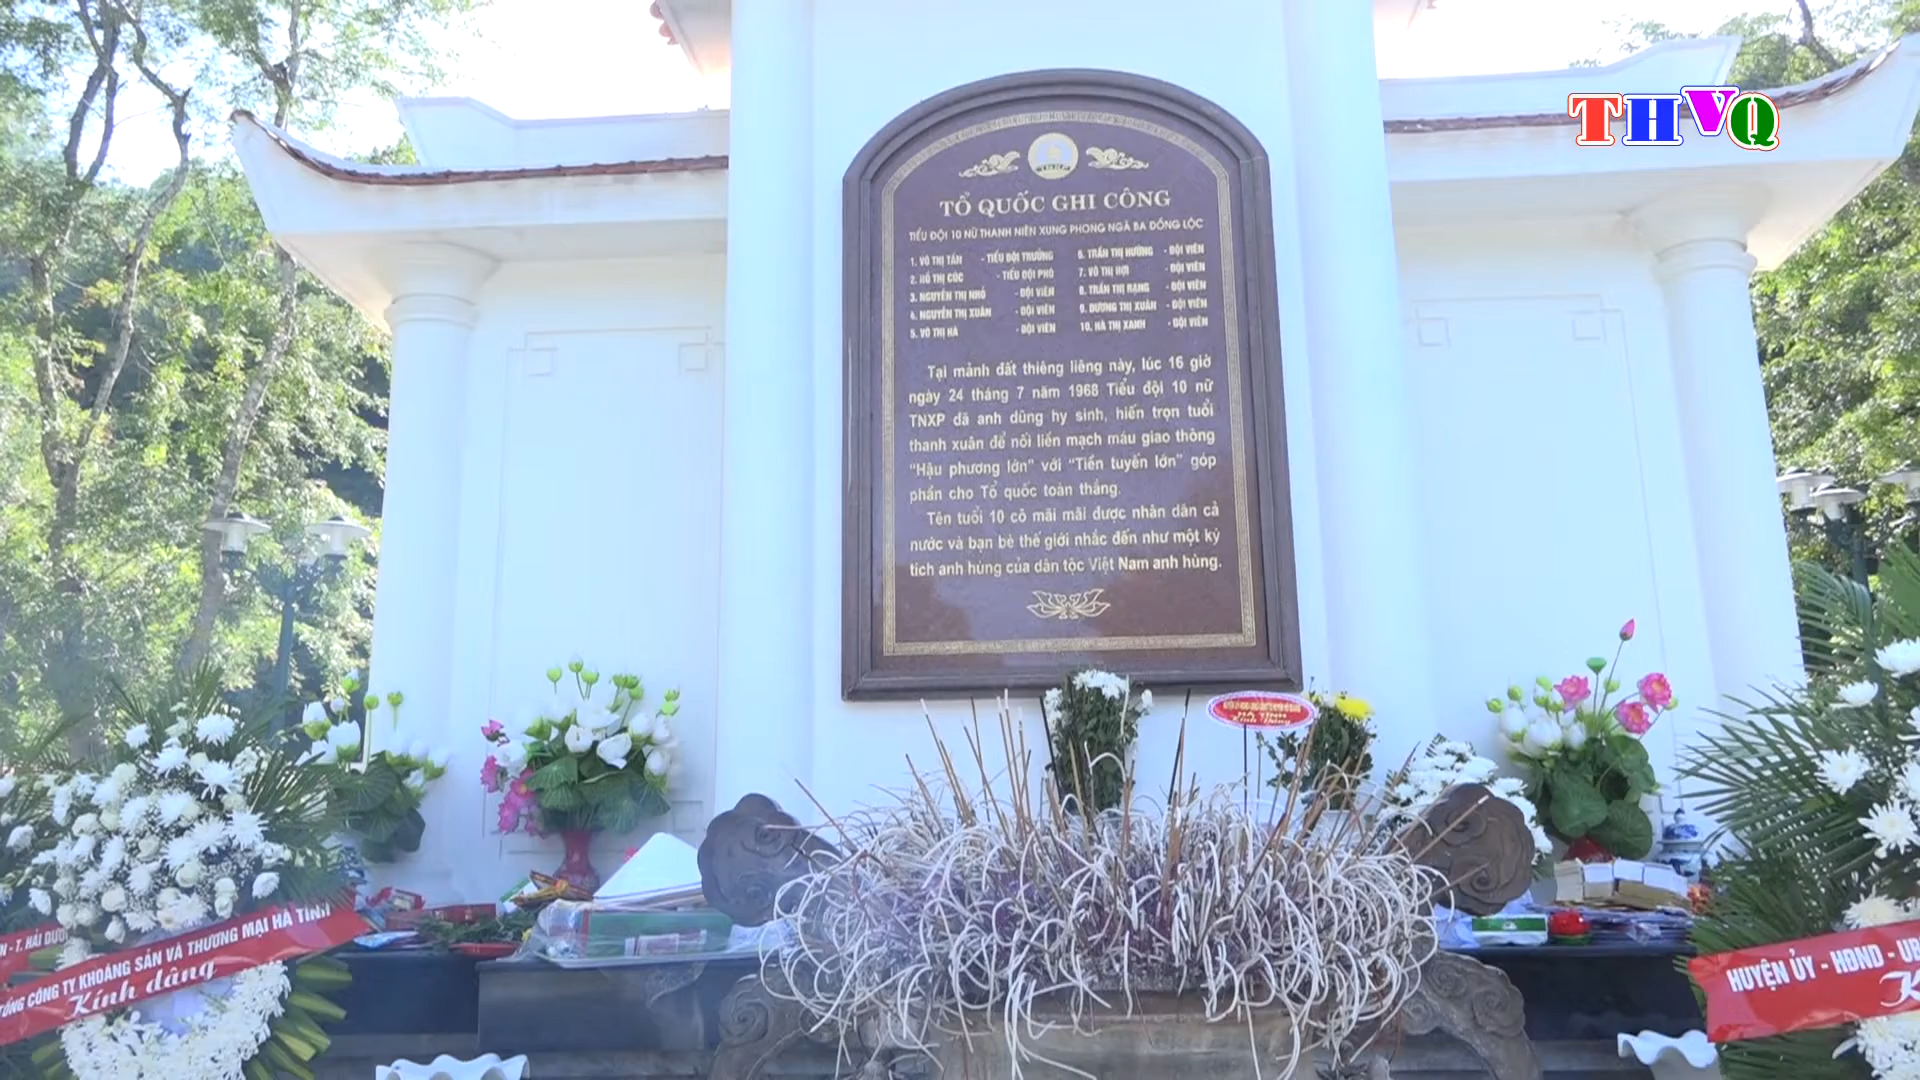 THVQ
TỔ QUỐC GHI CÔNG
TIỂU ĐỘI 10 NỮ THANH NIÊN XUNG PHONG NGÃ BA ĐỒNG LỘC
1. VÕ THỊ TẦN - TIỂU ĐỘI TRƯỞNG
2. HỒ THỊ CÚC - TIỂU ĐỘI PHÓ
3. NGUYỄN THỊ NHỎ - ĐỘI VIÊN
4. NGUYỄN THỊ XUÂN - ĐỘI VIÊN
5. VÕ THỊ HÀ - ĐỘI VIÊN
6. TRẦN THỊ HƯỜNG - ĐỘI VIÊN
7. VÕ THỊ HỢI - ĐỘI VIÊN
8. TRẦN THỊ RẠNG - ĐỘI VIÊN
9. DƯƠNG THỊ XUÂN - ĐỘI VIÊN
10. HÀ THỊ XANH - ĐỘI VIÊN
Tại mảnh đất thiêng liêng này, lúc 16 giờ
ngày 24 tháng 7 năm 1968 Tiểu đội 10 nữ
TNXP đã anh dũng hy sinh, hiến trọn tuổi
thanh xuân để nối liền mạch máu giao thông
"Hậu phương lớn" với "Tiền tuyến lớn" góp
phần cho Tổ quốc toàn thắng.
Tên tuổi 10 cô mãi mãi được nhân dân cả
nước và bạn bè thế giới nhắc đến như một kỳ
tích anh hùng của dân tộc Việt Nam anh hùng.
HÀ TĨNH
Kính dâng
N - T. HẢI DƯƠ
TỔNG CÔNG TY KHOÁNG SẢN VÀ THƯƠNG MẠI HÀ TĨNH
Kính dâng
HUYỆN ỦY - HĐND - UB
K